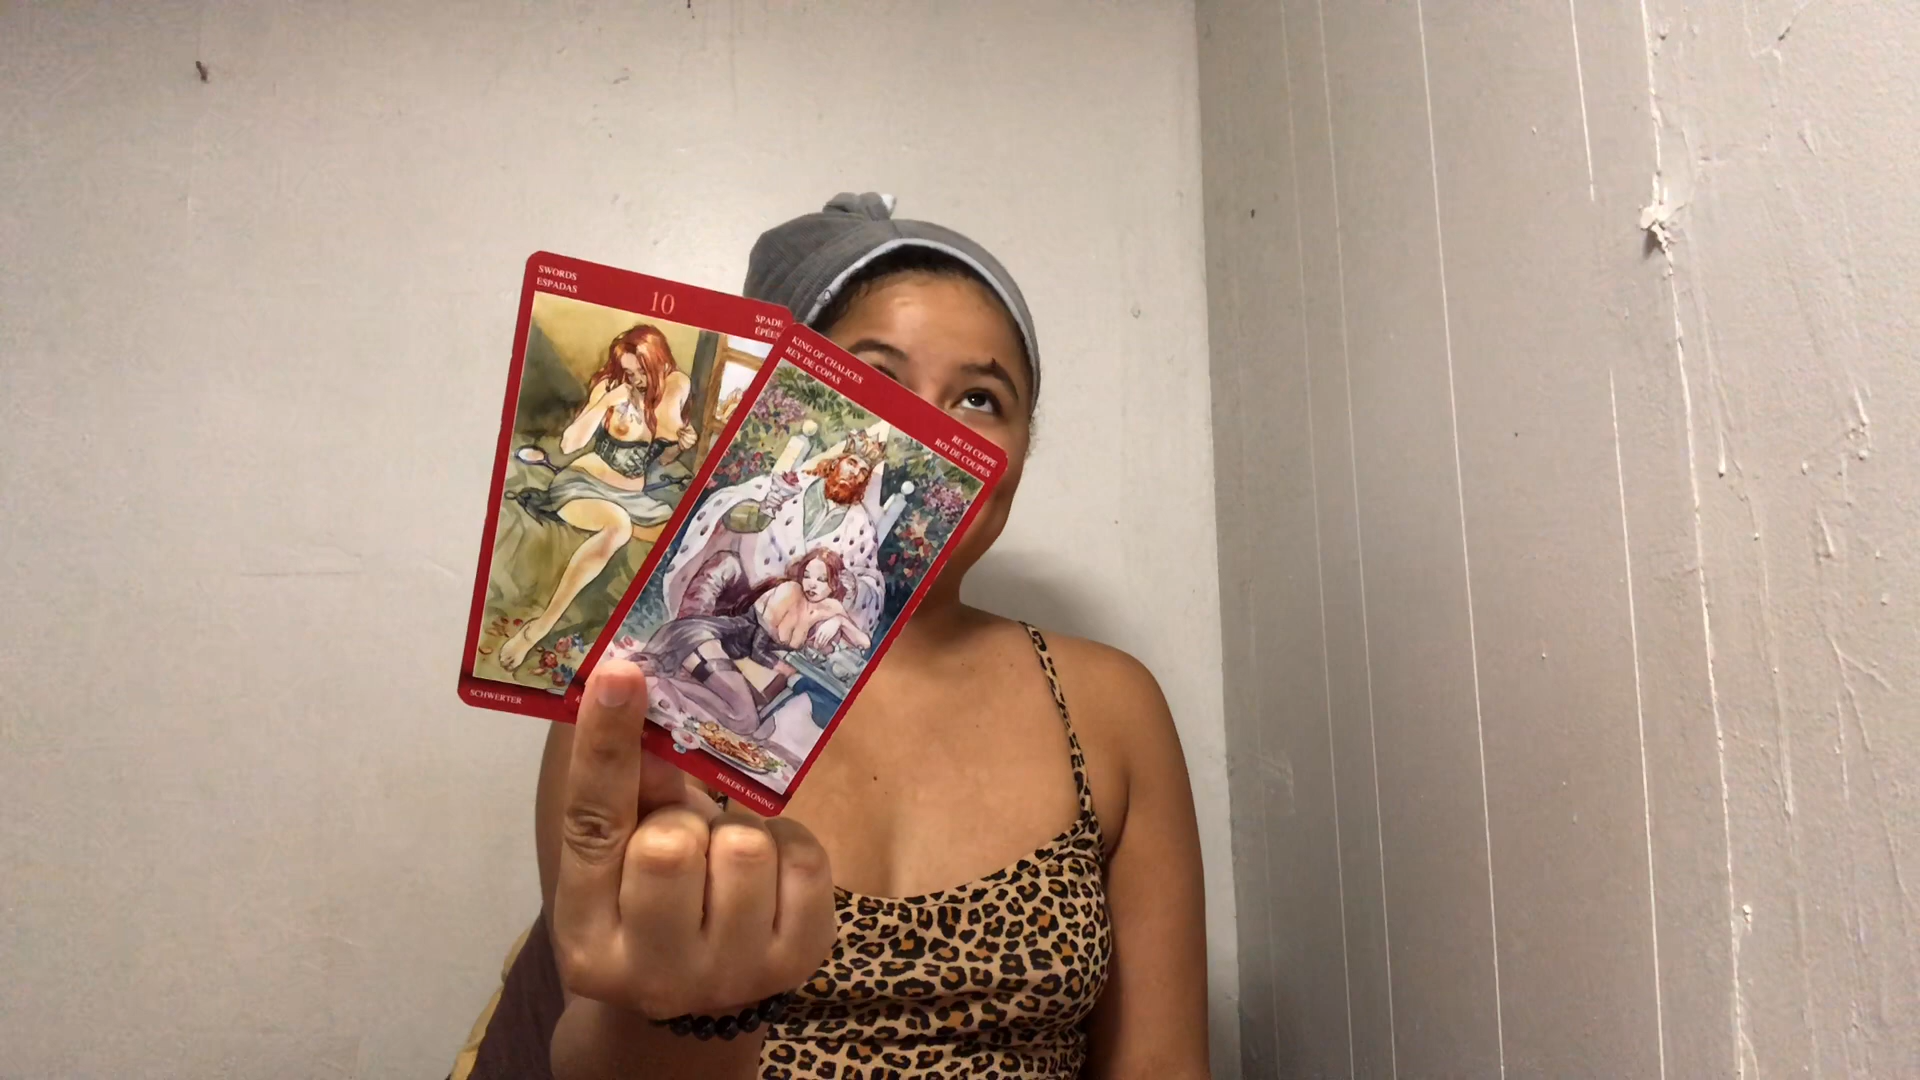 SWORDS
ESPADAS
10
SPADE
ÉPÉES
SCHWERTER
KING OF CHALICES
REY DE COPAS
RE DI COPPE
ROI DE COUPES
BEKERS KONING